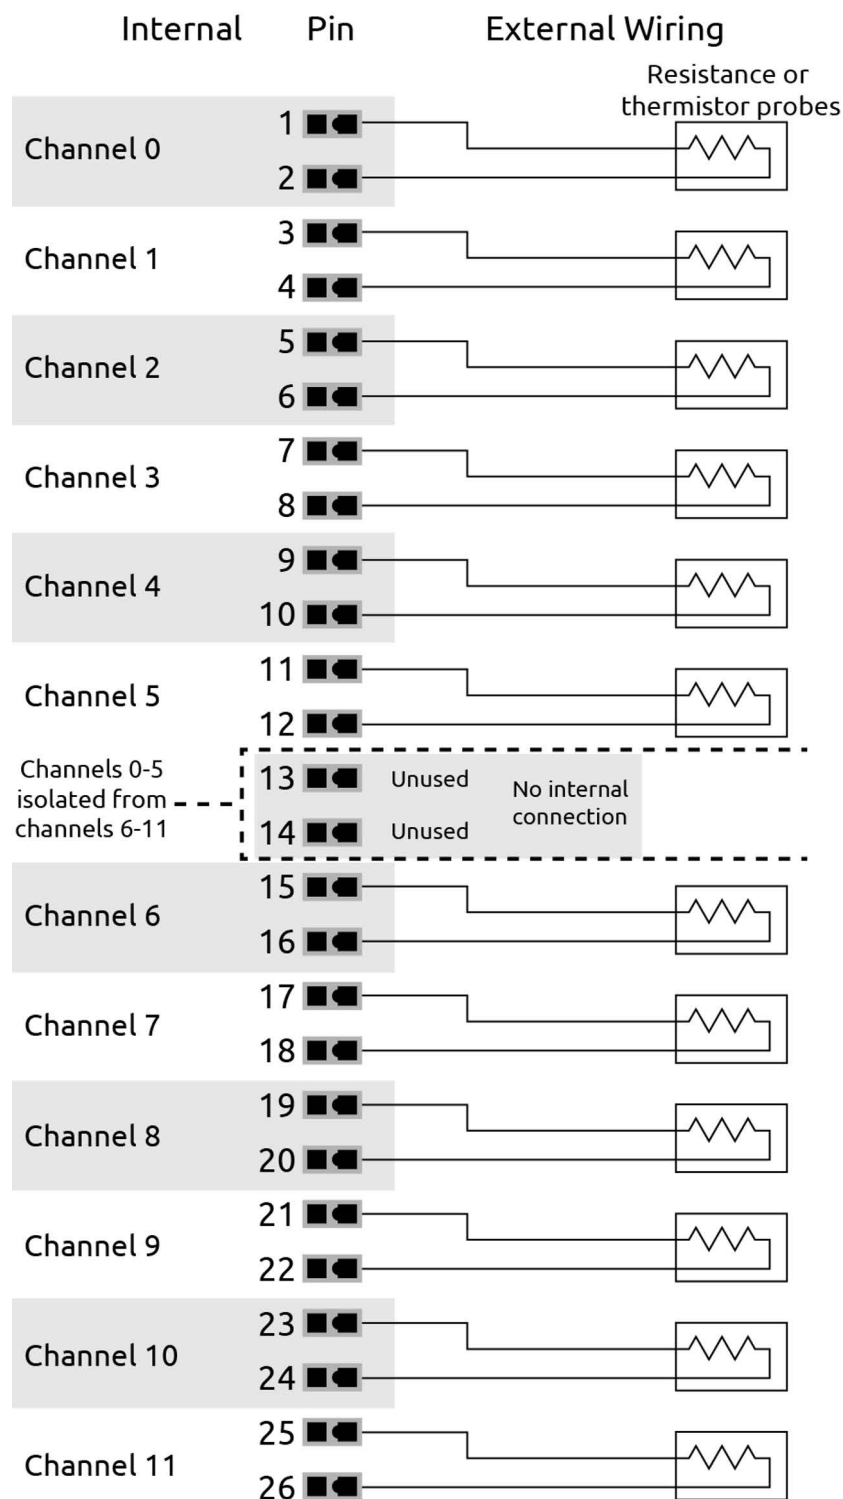 Internal Pin External Wiring
Resistance or
thermistor probes
1
Channel 0
2
3
Channel 1
4
5
Channel 2
6
7
Channel 3
8
9
Channel 4
10
11
Channel 5
12
Channels 0-5
isolated from
channels 6-11
13 Unused
No internal
connection
14 Unused
15
Channel 6
16
17
Channel 7
18
19
Channel 8
20
21
Channel 9
22
23
Channel 10
24
25
Channel 11
26